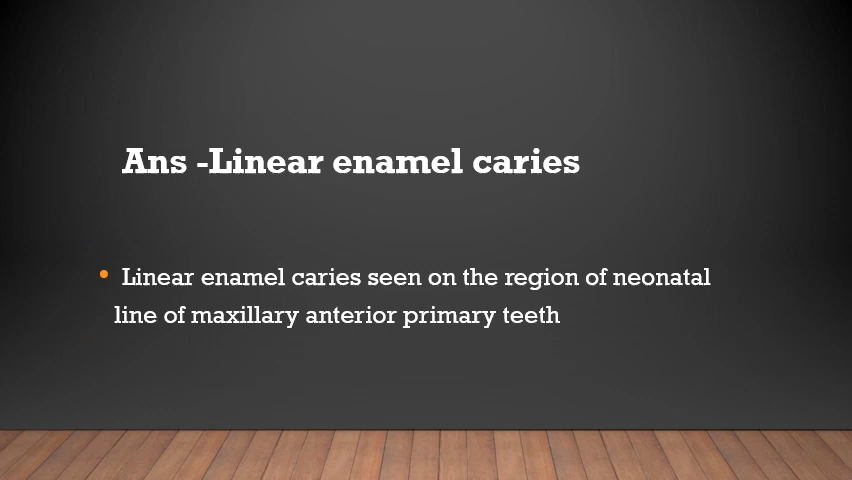 Ans -Linear enamel caries
Linear enamel caries seen on the region of neonatal
line of maxillary anterior primary teeth